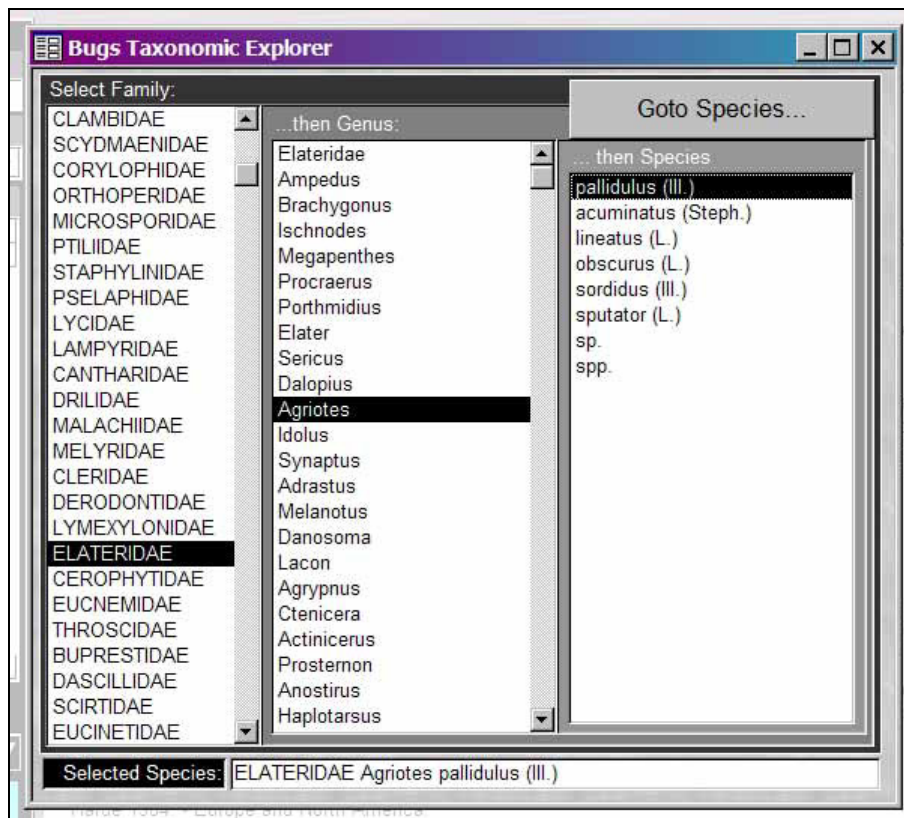 Bugs Taxonomic Explorer
Select Family:
CLAMBIDAE
SCYDMAENIDAE
CORYLOPHIDAE
ORTHOPERIDAE
MICROSPORIDAE
PTILIIDAE
STAPHYLINIDAE
PSELAPHIDAE
LYCIDAE
LAMPYRIDAE
CANTHARIDAE
DRILIDAE
MALACHIIDAE
MELYRIDAE
CLERIDAE
DERODONTIDAE
LYMEXYLONIDAE
ELATERIDAE
CEROPHYTIDAE
EUCNEMIDAE
THROSCIDAE
BUPRESTIDAE
DASCILLIDAE
SCIRTIDAE
EUCINETIDAE
...then Genus:
Elateridae
Ampedus
Brachygonus
Ischnodes
Megapenthes
Procraerus
Porthmidius
Elater
Sericus
Dalopius
Agriotes
Idolus
Synaptus
Adrastus
Melanotus
Danosoma
Lacon
Agrypnus
Ctenicera
Actinicerus
Prosternon
Anostirus
Haplotarsus
Goto Species...
... then Species
pallidulus (Ill.)
acuminatus (Steph.)
lineatus (L.)
obscurus (L.)
sordidus (Ill.)
sputator (L.)
sp.
spp.
Selected Species: ELATERIDAE Agriotes pallidulus (Ill.)
- Europe and North America.